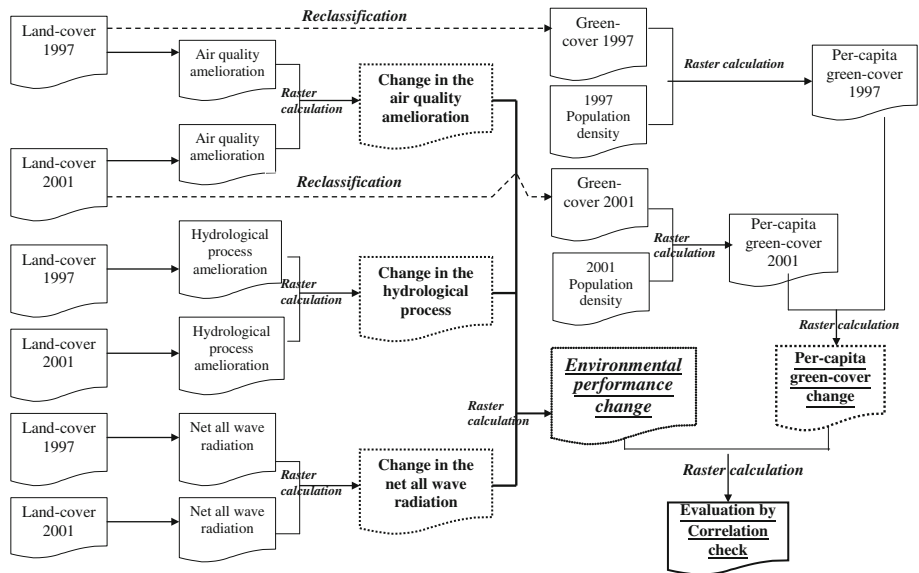 Land-cover
1997
Reclassification
Green-
cover 1997
Air quality
amelioration
Raster
calculation
Change in the
air quality
amelioration
Raster calculation
Per-capita
green-cover
1997
1997
Population
density
Air quality
amelioration
Land-cover
2001
Reclassification
Green-
cover 2001
Raster
calculation
Per-capita
green-cover
2001
2001
Population
density
Land-cover
1997
Hydrological
process
amelioration
Raster
calculation
Change in the
hydrological
process
Land-cover
2001
Hydrological
process
amelioration
Raster calculation
Environmental
performance
change
Per-capita
green-cover
change
Raster
calculation
Land-cover
1997
Net all wave
radiation
Raster
calculation
Change in the
net all wave
radiation
Land-cover
2001
Net all wave
radiation
Raster calculation
Evaluation by
Correlation
check